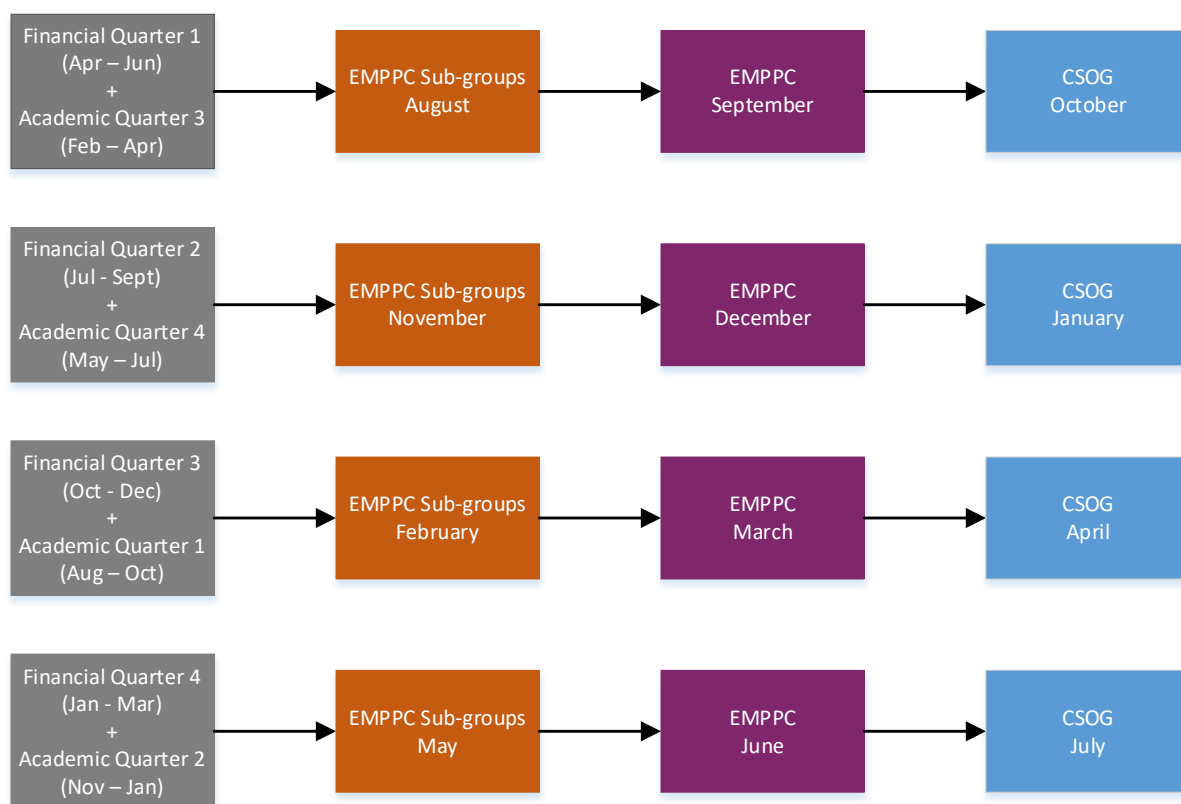 Financial Quarter 1
(Apr – Jun)
+
Academic Quarter 3
(Feb – Apr)
EMPPC Sub-groups
August
EMPPC
September
CSOG
October
Financial Quarter 2
(Jul - Sept)
+
Academic Quarter 4
(May – Jul)
EMPPC Sub-groups
November
EMPPC
December
CSOG
January
Financial Quarter 3
(Oct - Dec)
+
Academic Quarter 1
(Aug – Oct)
EMPPC Sub-groups
February
EMPPC
March
CSOG
April
Financial Quarter 4
(Jan - Mar)
+
Academic Quarter 2
(Nov – Jan)
EMPPC Sub-groups
May
EMPPC
June
CSOG
July